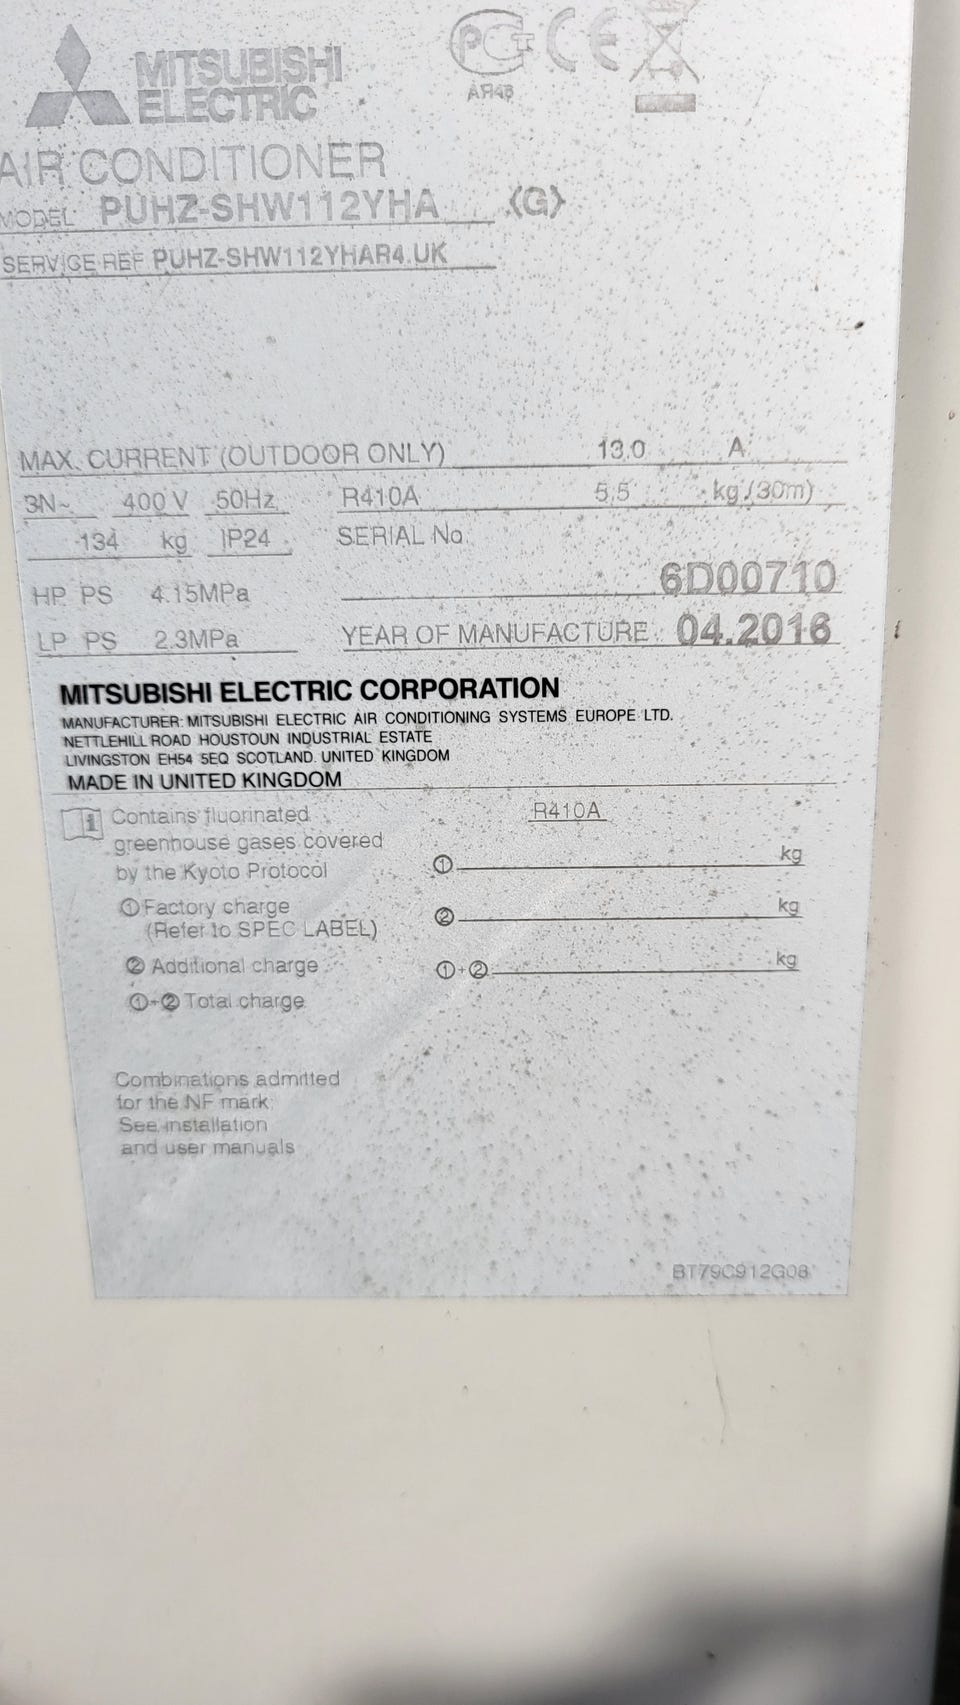 MITSUBISHI
ELECTRIC
PCT CE
АЯ46
AIR CONDITIONER
MODEL PUHZ-SHW112YHA (G)
SERVICE REF PUHZ-SHW112YHAR4.UK
MAX. CURRENT (OUTDOOR ONLY) 13.0 A
3N~ 400 V 50Hz R410A 5.5 kg (30m)
134 kg IP24 SERIAL No.
HP PS 4.15MPa 6D00710
LP PS 2.3MPa YEAR OF MANUFACTURE 04.2016
MITSUBISHI ELECTRIC CORPORATION
MANUFACTURER: MITSUBISHI ELECTRIC AIR CONDITIONING SYSTEMS EUROPE LTD.
NETTLEHILL ROAD HOUSTOUN INDUSTRIAL ESTATE
LIVINGSTON EH54 5EQ SCOTLAND. UNITED KINGDOM
MADE IN UNITED KINGDOM
i Contains fluorinated R410A
greenhouse gases covered
by the Kyoto Protocol ① kg
① Factory charge ② kg
(Refer to SPEC LABEL)
② Additional charge ①+② kg
①+② Total charge
Combinations admitted
for the NF mark:
See installation
and user manuals
BT79C912G08